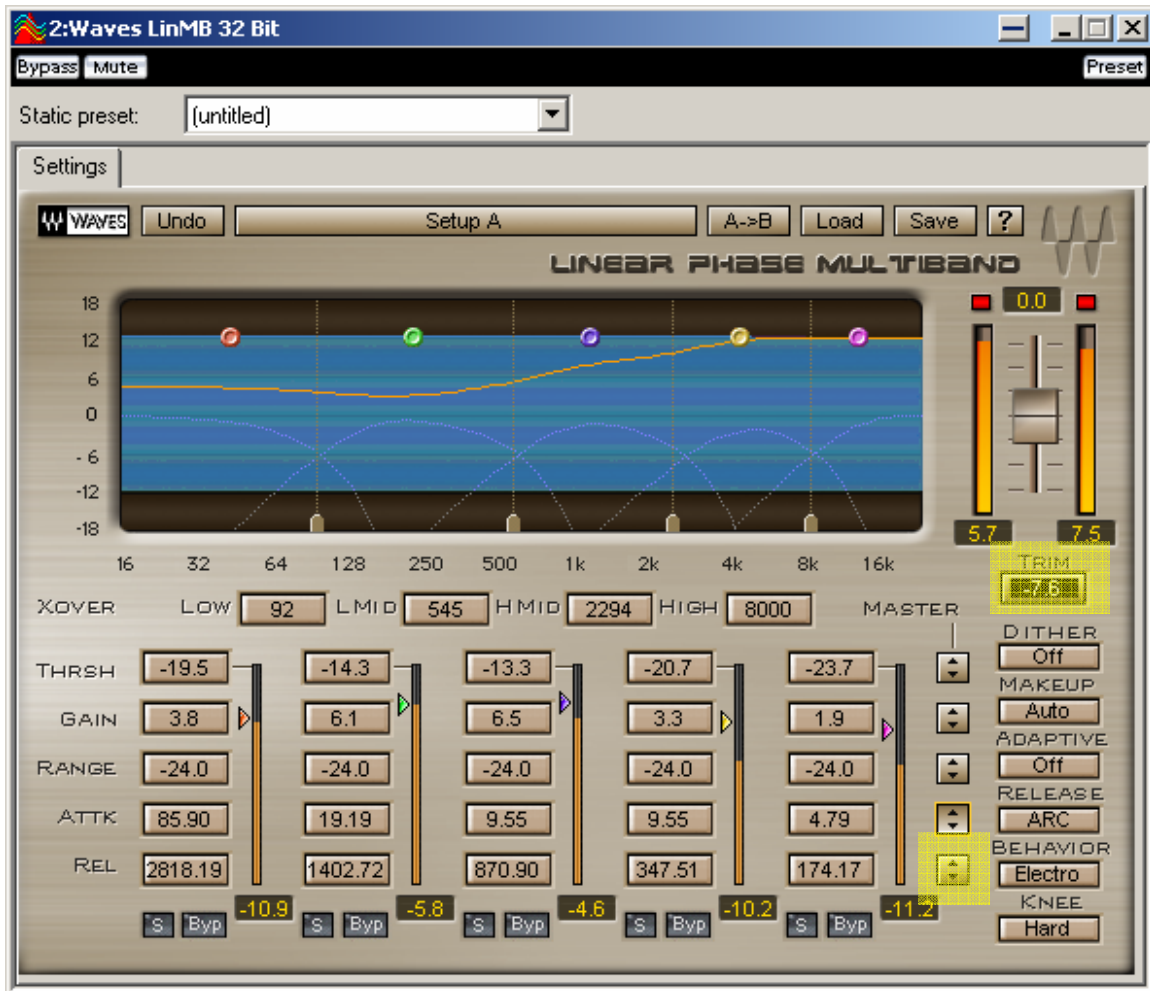 2:Waves LinMB 32 Bit
Bypass Mute Preset
Static preset: (untitled)
Settings
WAVES Undo Setup A A->B Load Save ?
LINEAR PHASE MULTIBAND
18 0.0
12
6
0
- 6
-12
-18
5.7 7.5
16 32 64 128 250 500 1k 2k 4k 8k 16k
TRIM
-7.6
XOVER LOW 92 LMID 545 HMID 2294 HIGH 8000 MASTER
DITHER
Off
THRSH -19.5 -14.3 -13.3 -20.7 -23.7
MAKEUP
Auto
GAIN 3.8 6.1 6.5 3.3 1.9
ADAPTIVE
Off
RANGE -24.0 -24.0 -24.0 -24.0 -24.0
RELEASE
ARC
ATTK 85.90 19.19 9.55 9.55 4.79
BEHAVIOR
Electro
REL 2818.19 1402.72 870.90 347.51 174.17
KNEE
Hard
-10.9 -5.8 -4.6 -10.2 -11.2
S Byp S Byp S Byp S Byp S Byp